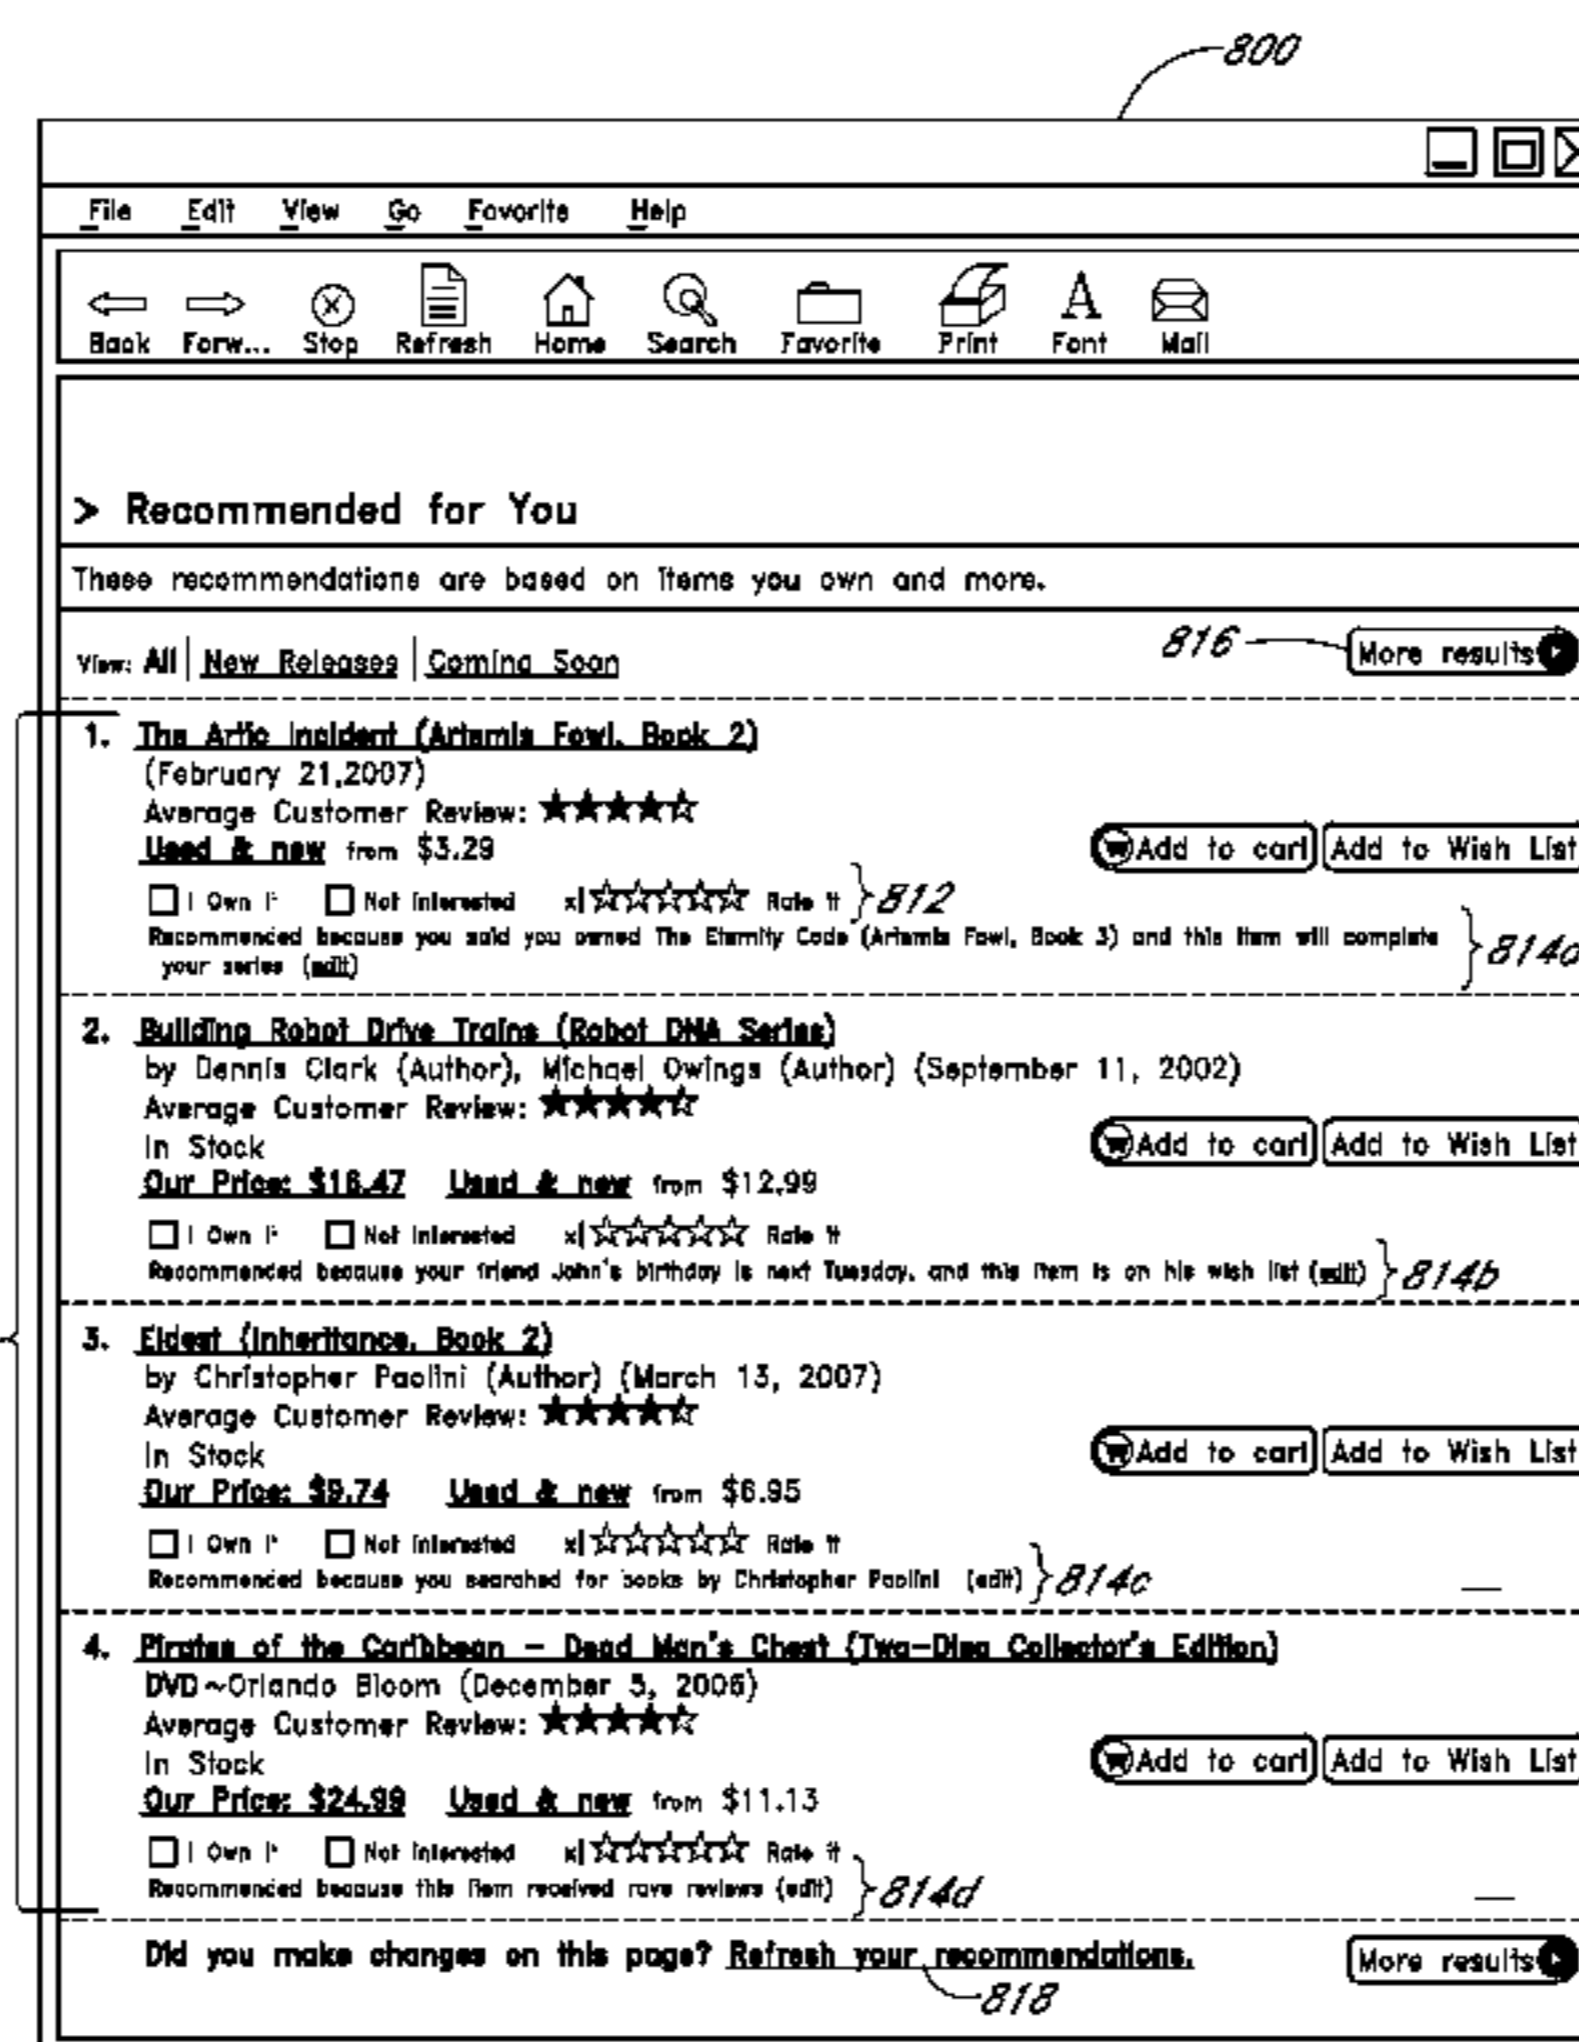 800
File Edit View Go Favorite Help
Back Forw... Stop Refresh Home Search Favorite Print Font Mail
> Recommended for You
These recommendations are based on items you own and more.
View: All | New Releases | Coming Soon 816 More results
1. The Artic Incident (Artemis Fowl, Book 2)
(February 21,2007)
Average Customer Review:
Used & new from $3.29 Add to cart Add to Wish List
I Own It Not Interested x| Rate It 812
Recommended because you said you owned The Eternity Code (Artemis Fowl, Book 3) and this item will complete
your series (edit) 814a
2. Building Robot Drive Trains (Robot DNA Series)
by Dennis Clark (Author), Michael Owings (Author) (September 11, 2002)
Average Customer Review:
In Stock Add to cart Add to Wish List
Our Price: $16.47 Used & new from $12.99
I Own It Not Interested x| Rate It
Recommended because your friend John's birthday is next Tuesday, and this item is on his wish list (edit) 814b
3. Eldest (Inheritance, Book 2)
by Christopher Paolini (Author) (March 13, 2007)
Average Customer Review:
In Stock Add to cart Add to Wish List
Our Price: $9.74 Used & new from $6.95
I Own It Not Interested x| Rate It
Recommended because you searched for books by Christopher Paolini (edit) 814c
4. Pirates of the Caribbean – Dead Man's Chest (Two-Disc Collector's Edition)
DVD~Orlando Bloom (December 5, 2006)
Average Customer Review:
In Stock Add to cart Add to Wish List
Our Price: $24.99 Used & new from $11.13
I Own It Not Interested x| Rate It
Recommended because this item received rave reviews (edit) 814d
Did you make changes on this page? Refresh your recommendations. More results
818